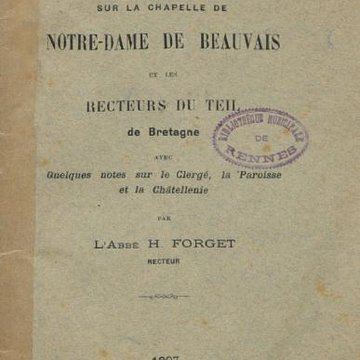 SUR LA CHAPELLE DE
NOTRE-DAME DE BEAUVAIS
ET LES
RECTEURS DU TEIL
de Bretagne
AVEC
Quelques notes sur le Clergé, la Paroisse
et la Châtellenie
PAR
L'ABBÉ H. FORGET
RECTEUR
BIBLIOTHÈQUE MUNICIPALE
DE
RENNES